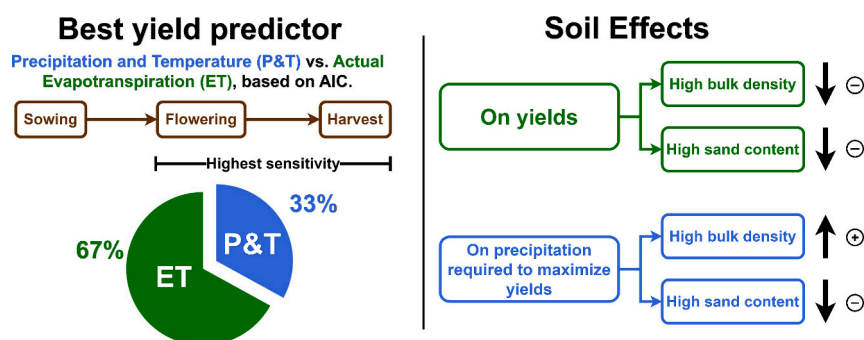 Best yield predictor
Precipitation and Temperature (P&T) vs. Actual
Evapotranspiration (ET), based on AIC.
Sowing
Flowering
Harvest
Highest sensitivity
33%
67%
P&T
ET
Soil Effects
On yields
High bulk density
High sand content
On precipitation
required to maximize
yields
High bulk density
High sand content